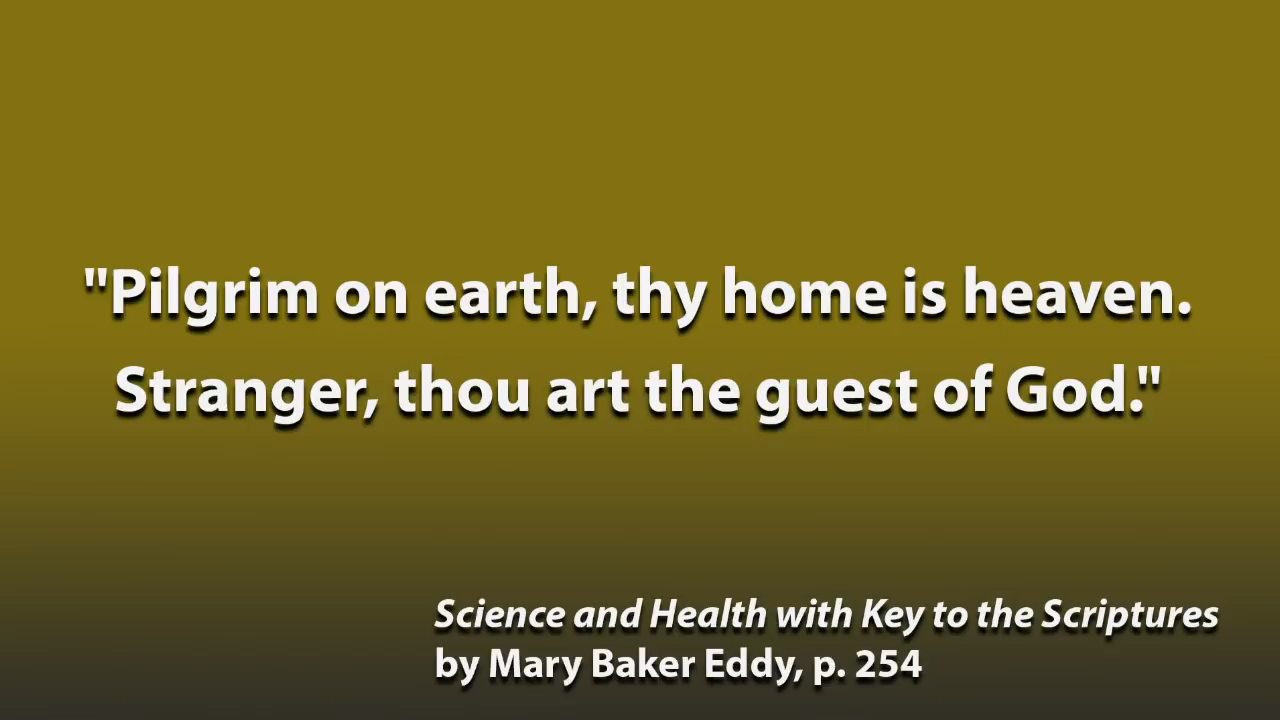 "Pilgrim on earth, thy home is heaven.
Stranger, thou art the guest of God."
Science and Health with Key to the Scriptures
by Mary Baker Eddy, p. 254